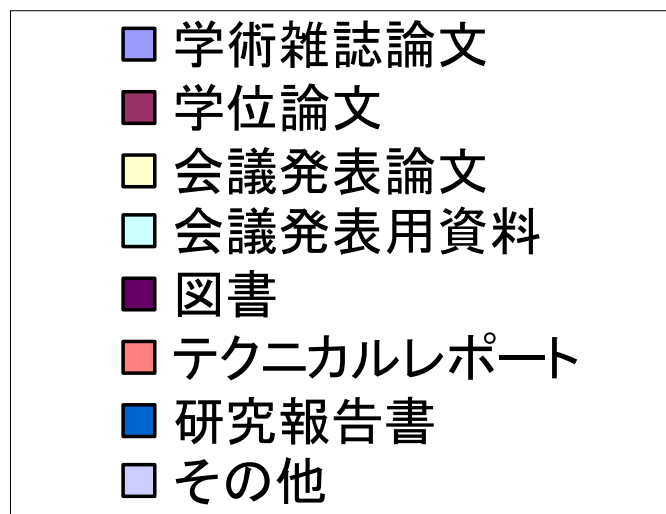 学術雑誌論文
学位論文
会議発表論文
会議発表用資料
図書
テクニカルレポート
研究報告書
その他